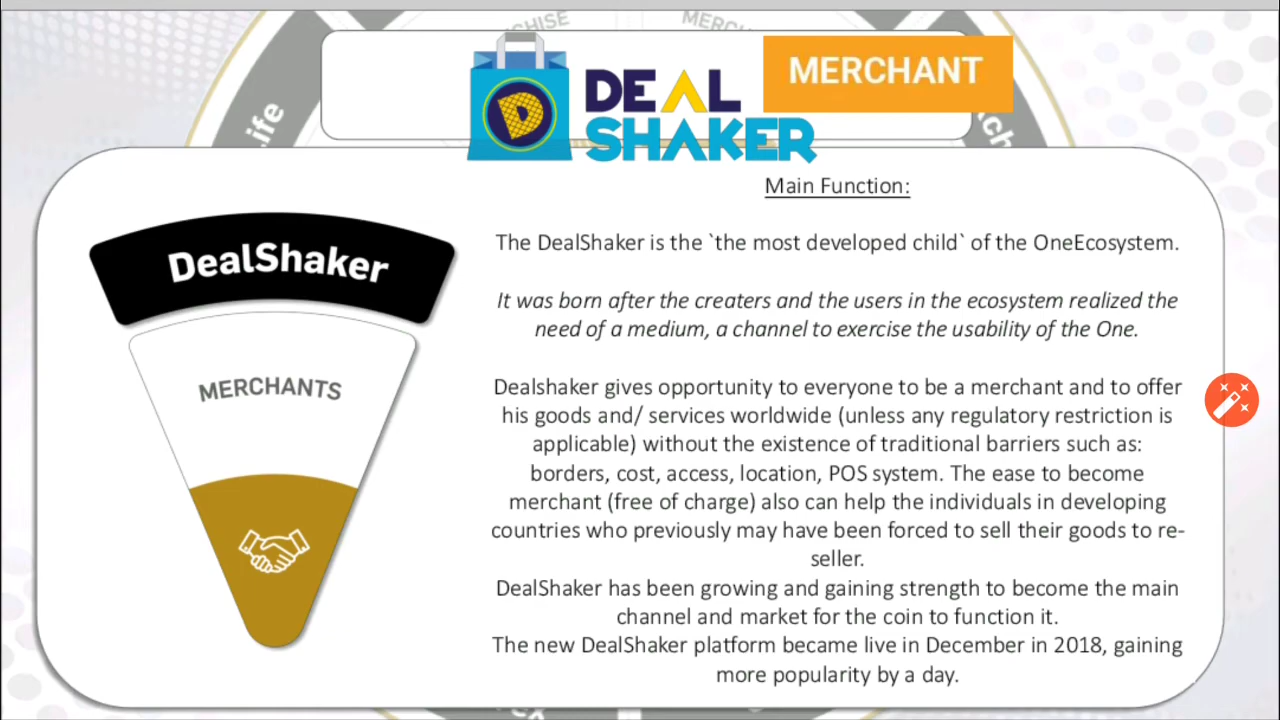 CHISE
MERC
Life
ch
D
DEAL
SHAKER
MERCHANT
DealShaker
MERCHANTS
Main Function:
The DealShaker is the `the most developed child` of the OneEcosystem.
It was born after the creaters and the users in the ecosystem realized the
need of a medium, a channel to exercise the usability of the One.
Dealshaker gives opportunity to everyone to be a merchant and to offer
his goods and/ services worldwide (unless any regulatory restriction is
applicable) without the existence of traditional barriers such as:
borders, cost, access, location, POS system. The ease to become
merchant (free of charge) also can help the individuals in developing
countries who previously may have been forced to sell their goods to re-
seller.
DealShaker has been growing and gaining strength to become the main
channel and market for the coin to function it.
The new DealShaker platform became live in December in 2018, gaining
more popularity by a day.